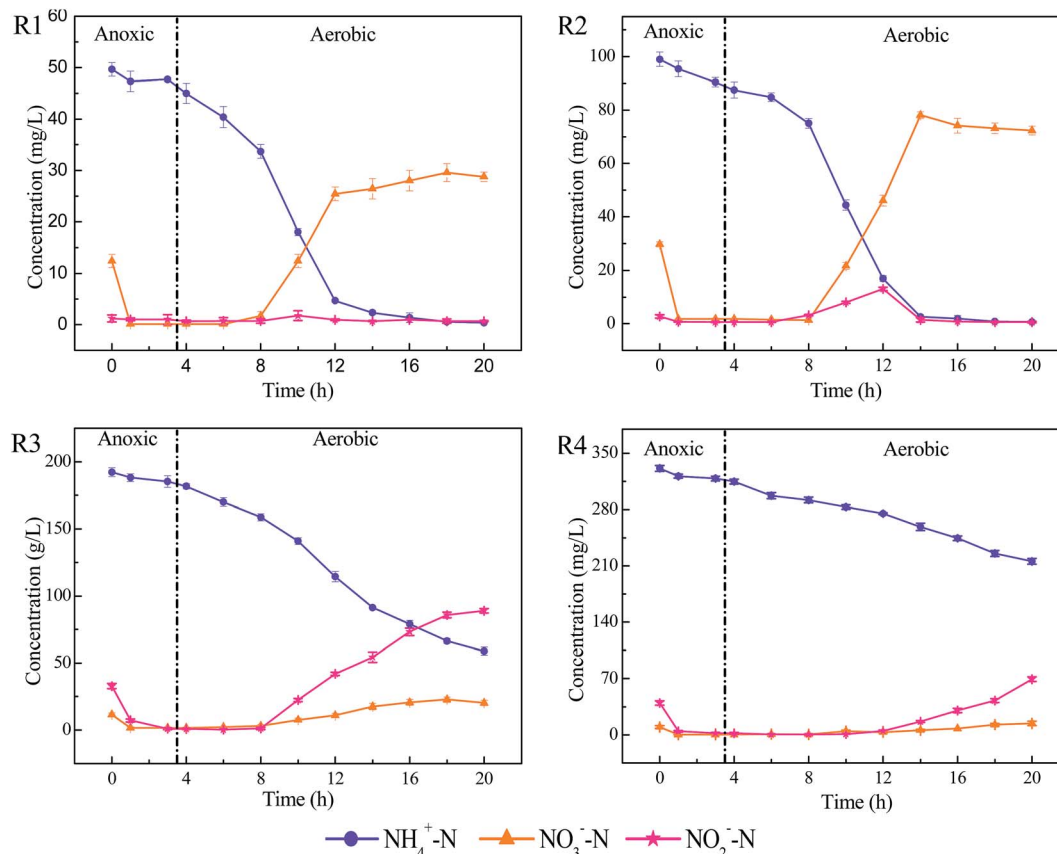 R1
Anoxic Aerobic
60
50
40
30
20
10
0
Concentration (mg/L)
0 4 8 12 16 20
Time (h)
R2
Anoxic Aerobic
100
80
60
40
20
0
Concentration (mg/L)
0 4 8 12 16 20
Time (h)
R3
Anoxic Aerobic
200
150
100
50
0
Concentration (g/L)
0 4 8 12 16 20
Time (h)
R4
Anoxic Aerobic
350
280
210
140
70
0
Concentration (mg/L)
0 4 8 12 16 20
Time (h)
NH₄⁺-N NO₃⁻-N NO₂⁻-N